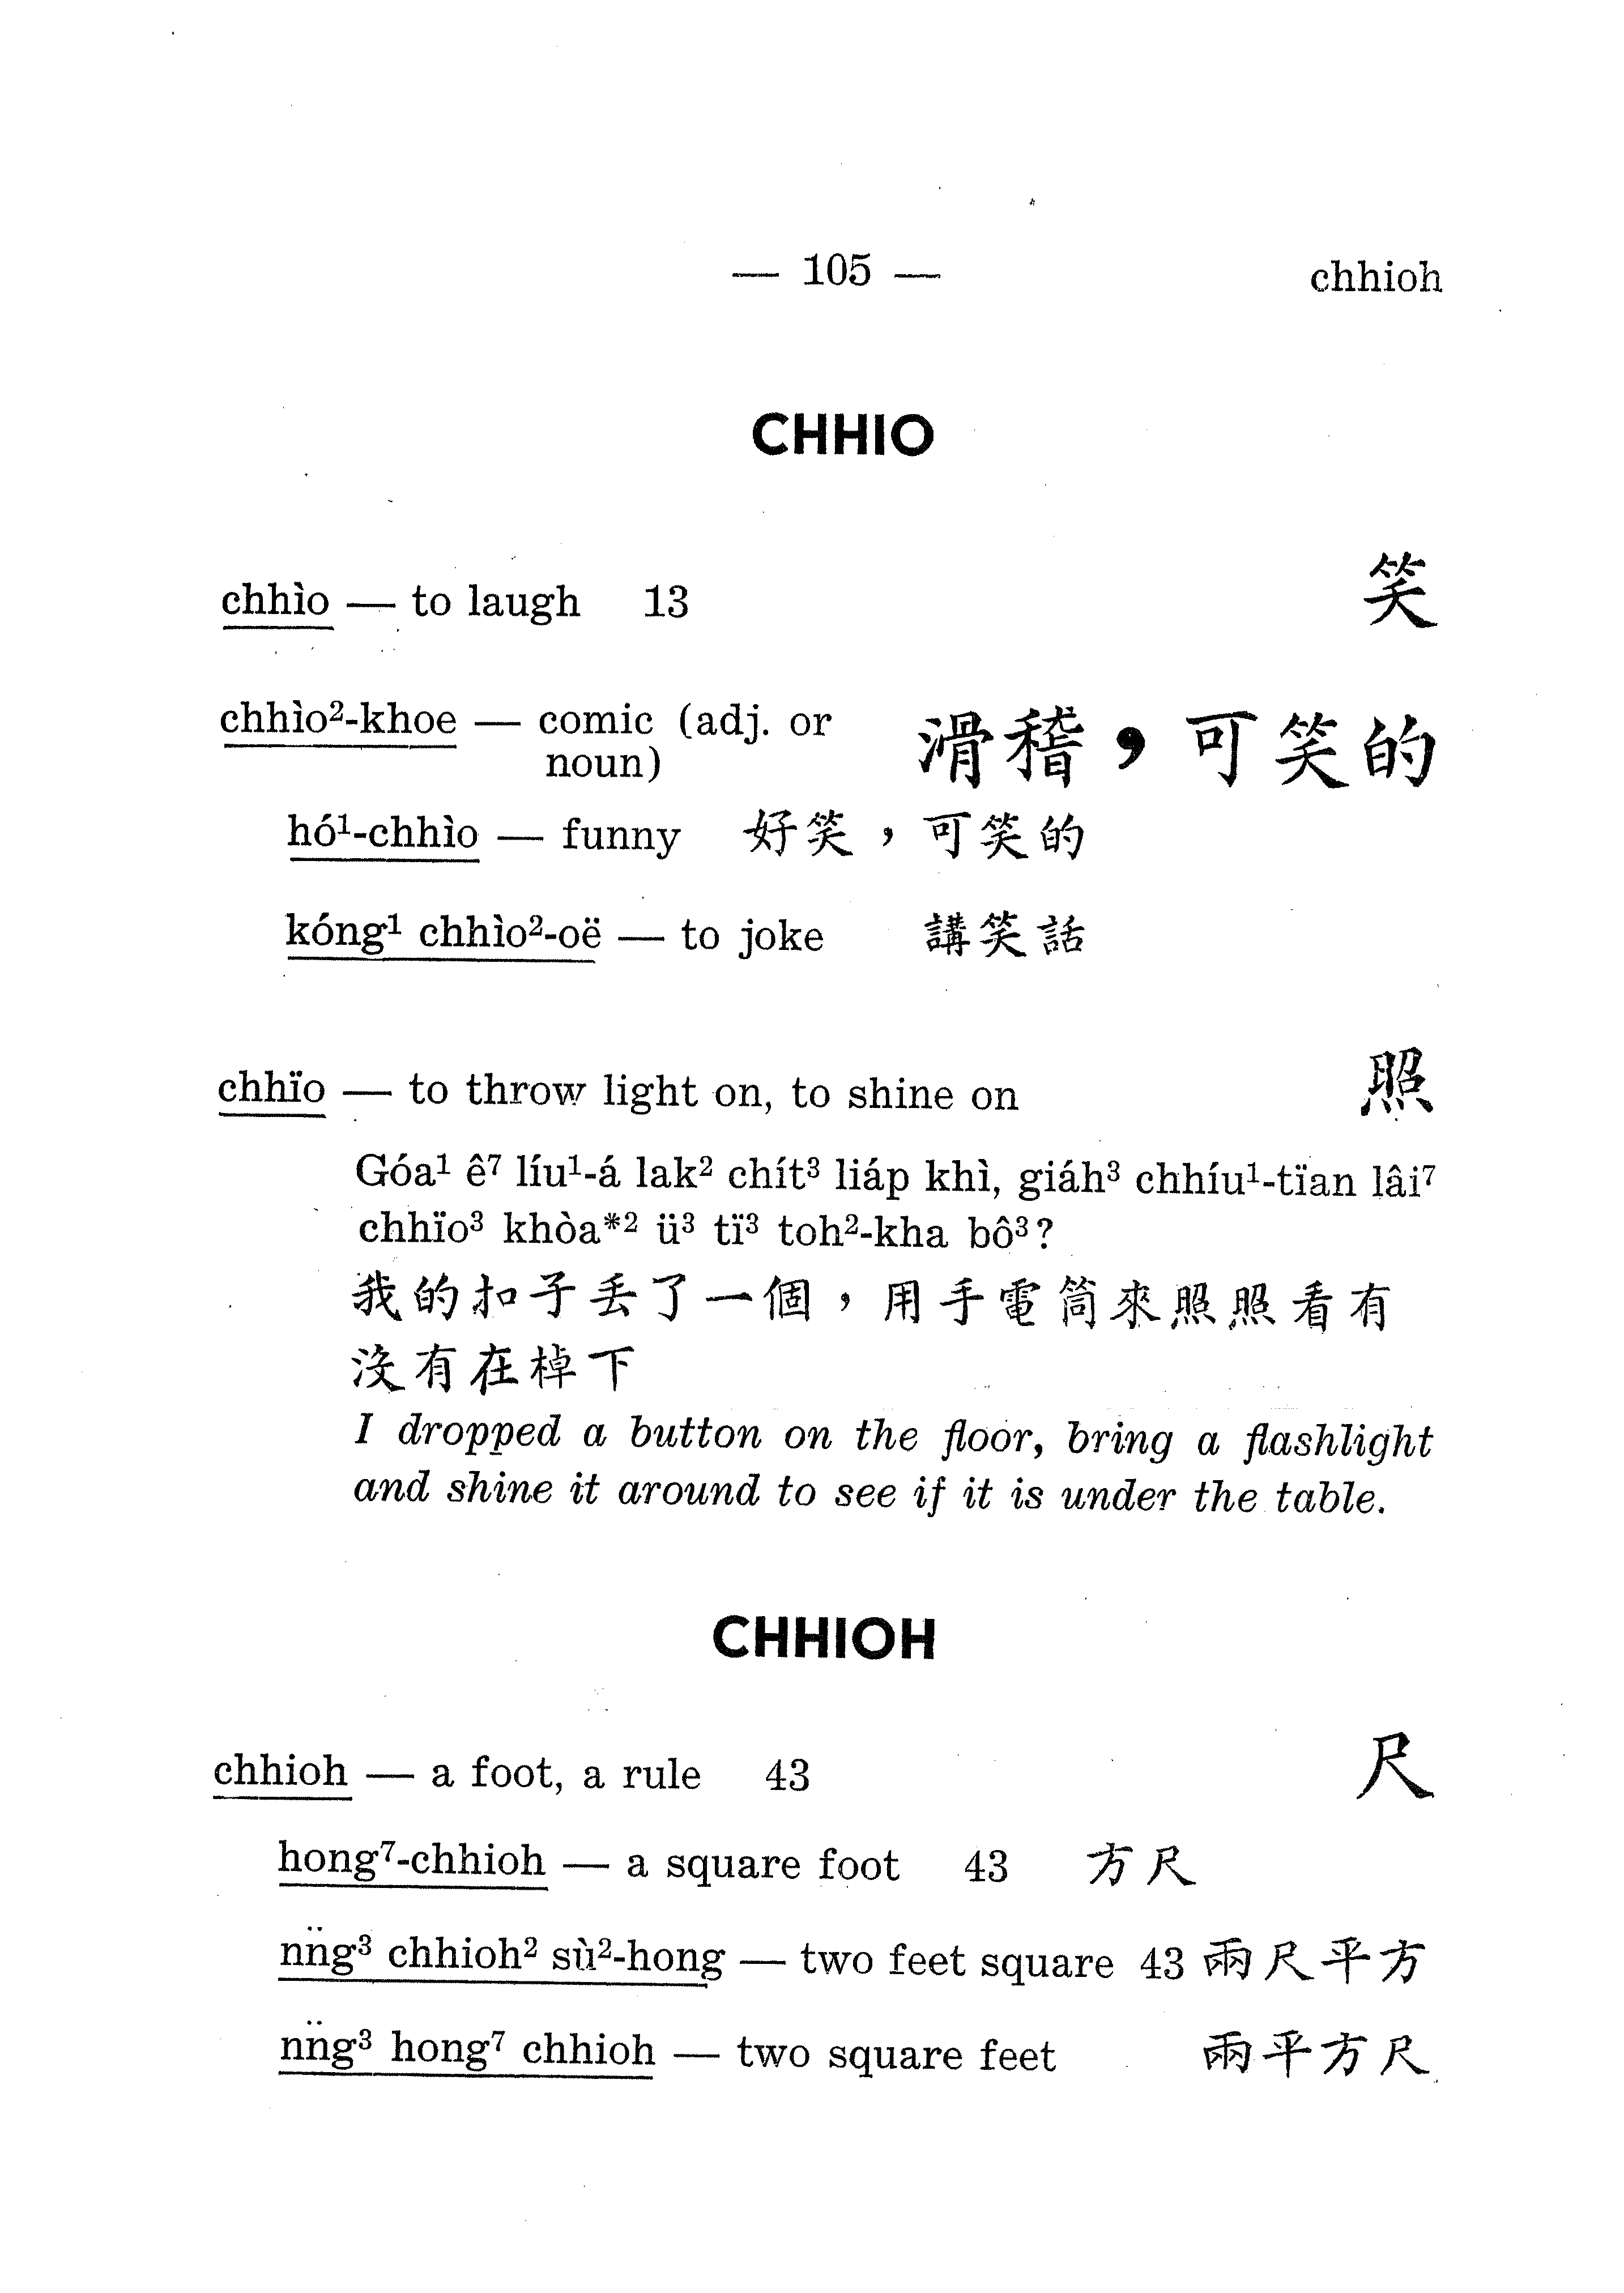 — 105 — chhioh
CHHIO
chhìo — to laugh 13 笑
chhìo²-khoe — comic (adj. or 滑稽，可笑的
noun)
hó¹-chhìo — funny 好笑，可笑的
kóng¹ chhìo²-oë — to joke 講笑話
chhïo — to throw light on, to shine on 照
Góa¹ ê⁷ líu¹-á lak² chít³ liáp khì, giáh³ chhíu¹-tïan lâi⁷
chhïo³ khòa*² ü³ tï³ toh²-kha bô³?
我的扣子丢了一個，用手電筒來照照看有
沒有在棹下
I dropped a button on the floor, bring a flashlight
and shine it around to see if it is under the table.
CHHIOH
chhioh — a foot, a rule 43 尺
hong⁷-chhioh — a square foot 43 方尺
nn̈g³ chhioh² sù²-hong — two feet square 43 兩尺平方
nn̈g³ hong⁷ chhioh — two square feet 兩平方尺